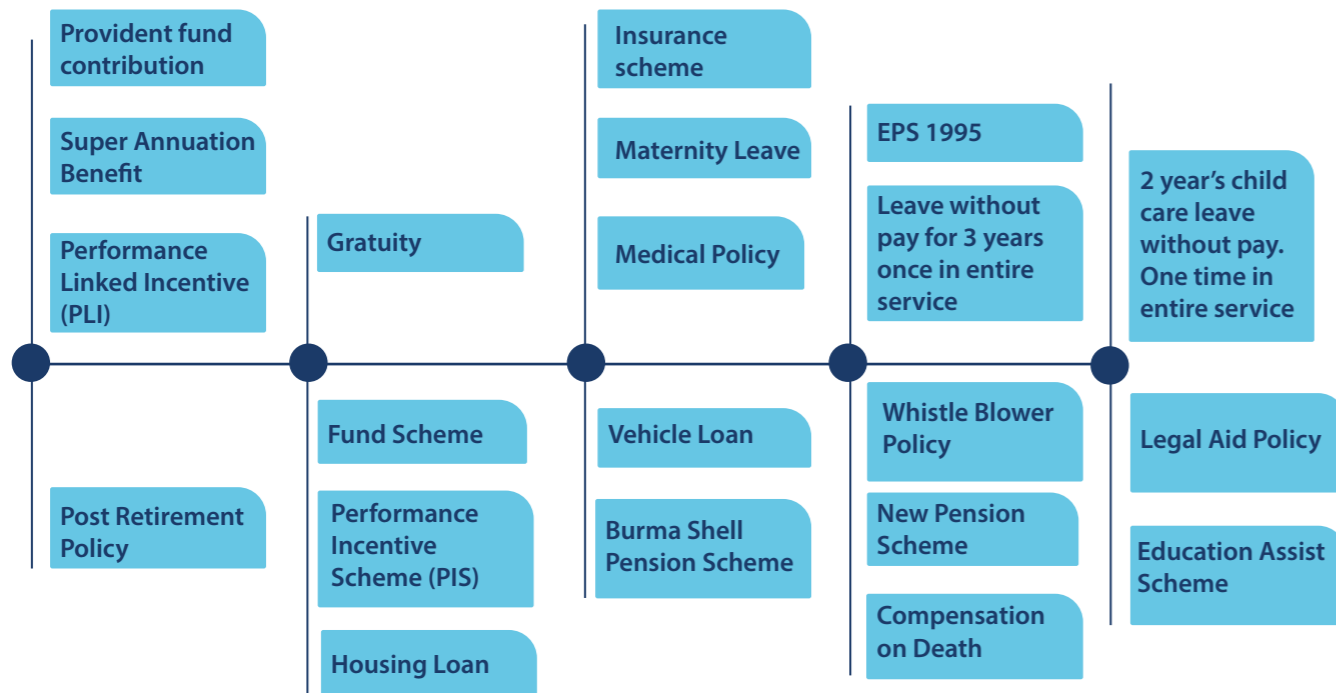 Provident fund
contribution
Super Annuation
Benefit
Performance
Linked Incentive
(PLI)
Post Retirement
Policy
Gratuity
Fund Scheme
Performance
Incentive
Scheme (PIS)
Housing Loan
Insurance
scheme
Maternity Leave
Medical Policy
Vehicle Loan
Burma Shell
Pension Scheme
EPS 1995
Leave without
pay for 3 years
once in entire
service
Whistle Blower
Policy
New Pension
Scheme
Compensation
on Death
2 year’s child
care leave
without pay.
One time in
entire service
Legal Aid Policy
Education Assist
Scheme